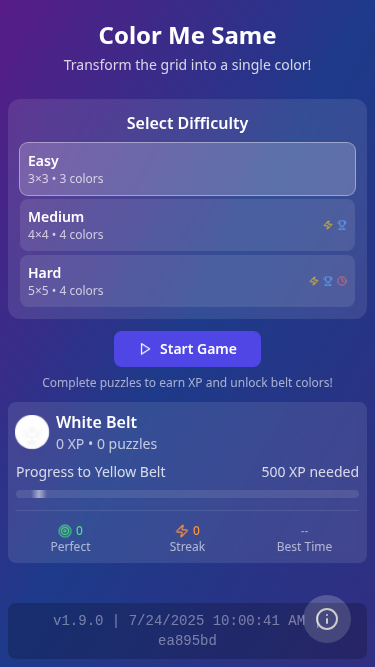 Color Me Same
Transform the grid into a single color!
Select Difficulty
Easy
3×3 • 3 colors
Medium
4×4 • 4 colors
Hard
5×5 • 4 colors
Start Game
Complete puzzles to earn XP and unlock belt colors!
White Belt
0 XP • 0 puzzles
Progress to Yellow Belt 500 XP needed
0 0 --
Perfect Streak Best Time
v1.9.0 | 7/24/2025 10:00:41 AM
ea895bd